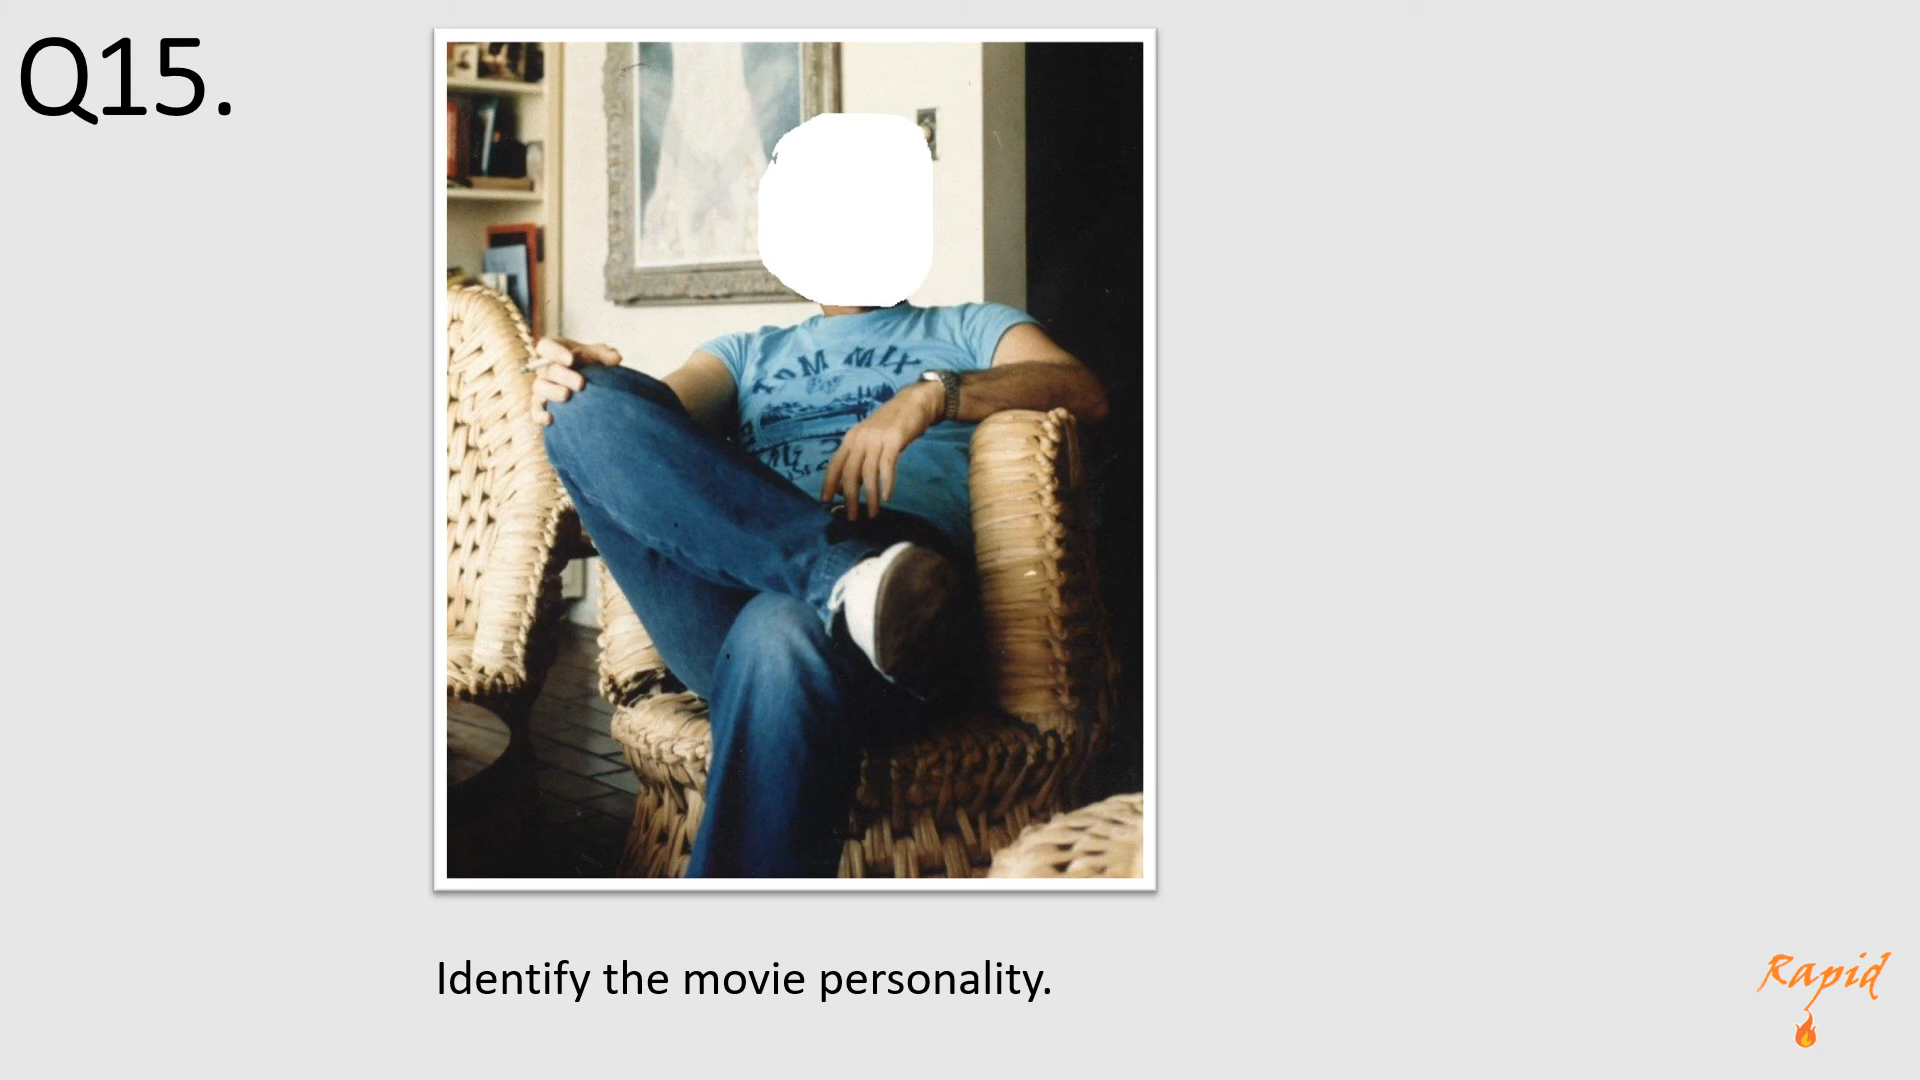 Q15.
TOM MIX
Identify the movie personality.
Rapid